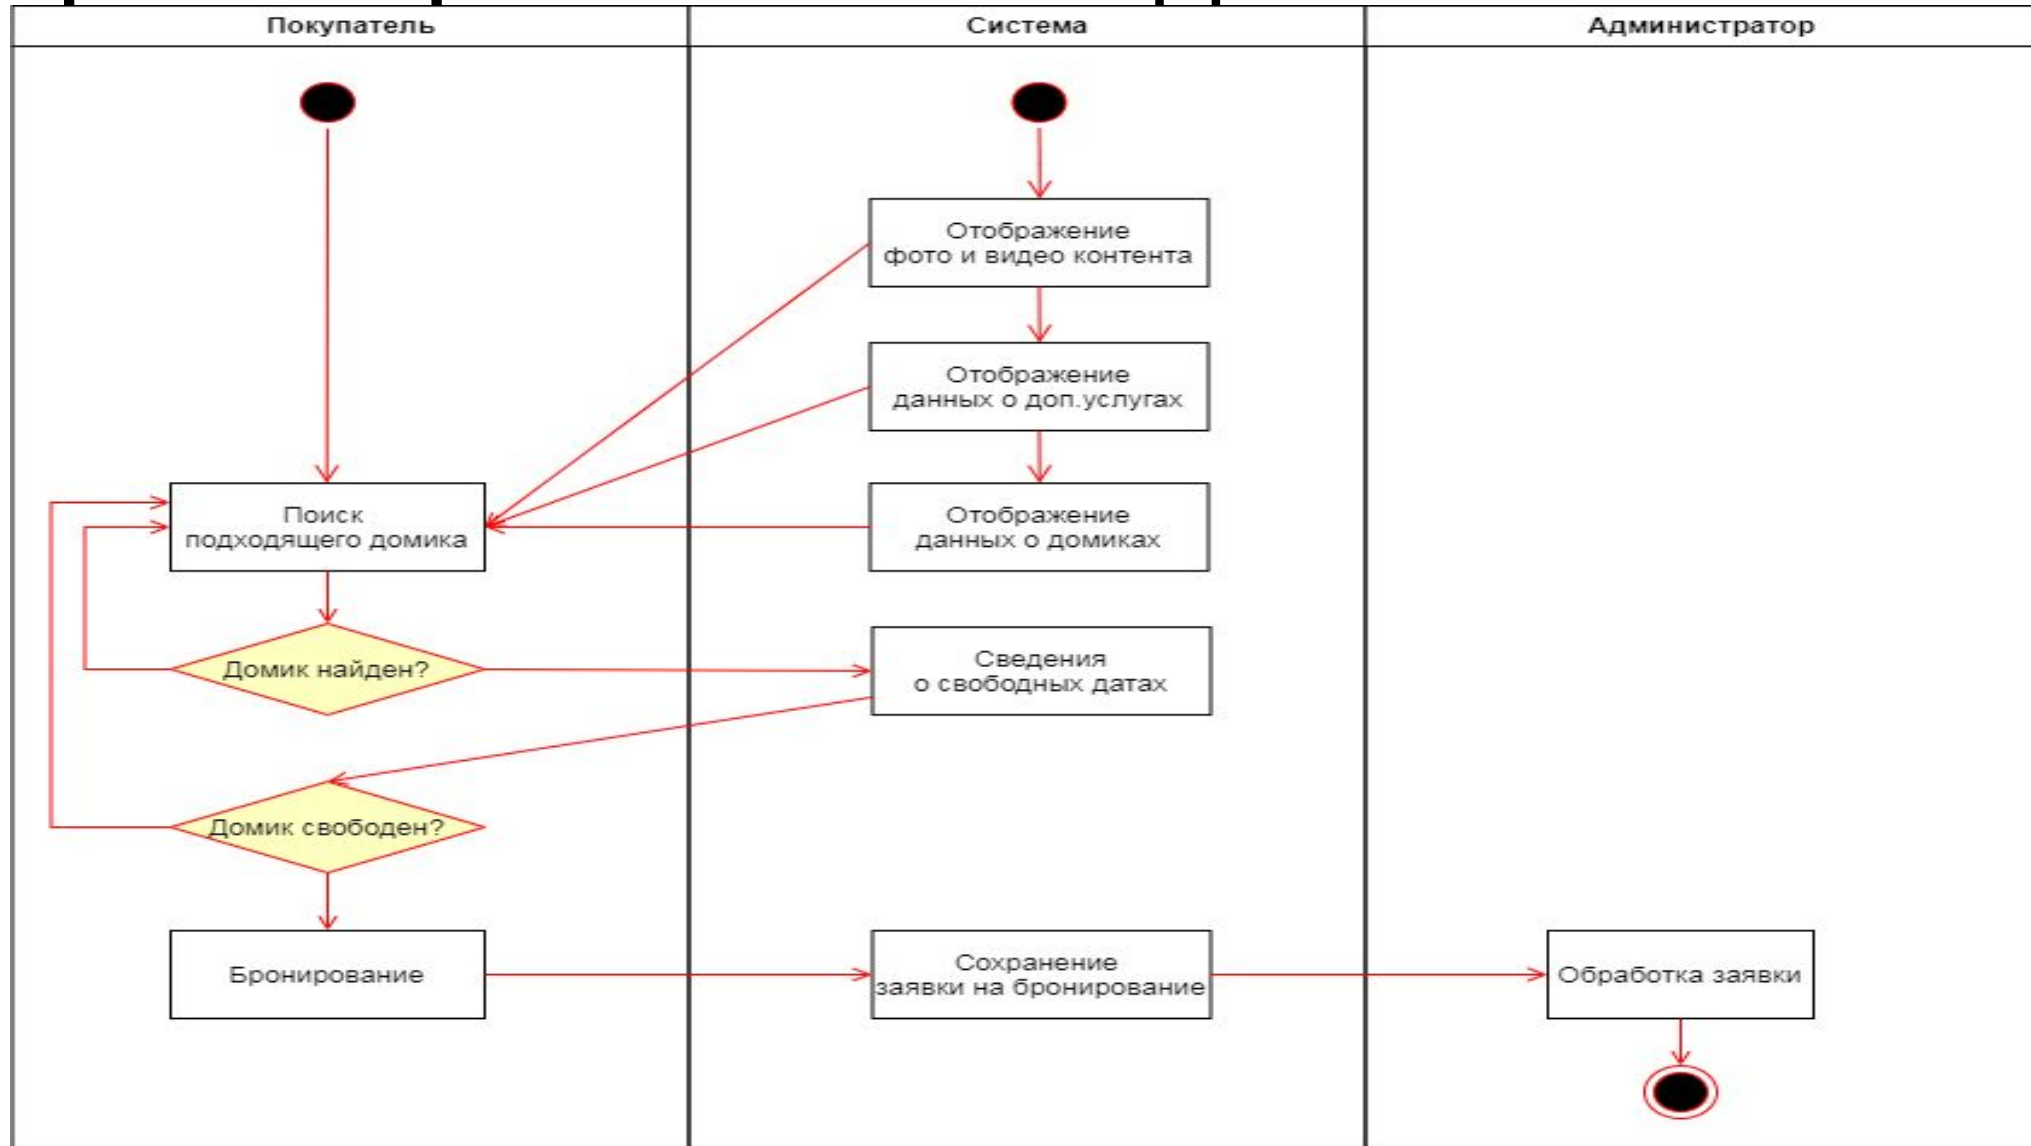 Покупатель
Система
Администратор
Отображение
фото и видео контента
Отображение
данных о доп.услугах
Поиск
подходящего домика
Отображение
данных о домиках
Домик найден?
Сведения
о свободных датах
Домик свободен?
Бронирование
Сохранение
заявки на бронирование
Обработка заявки